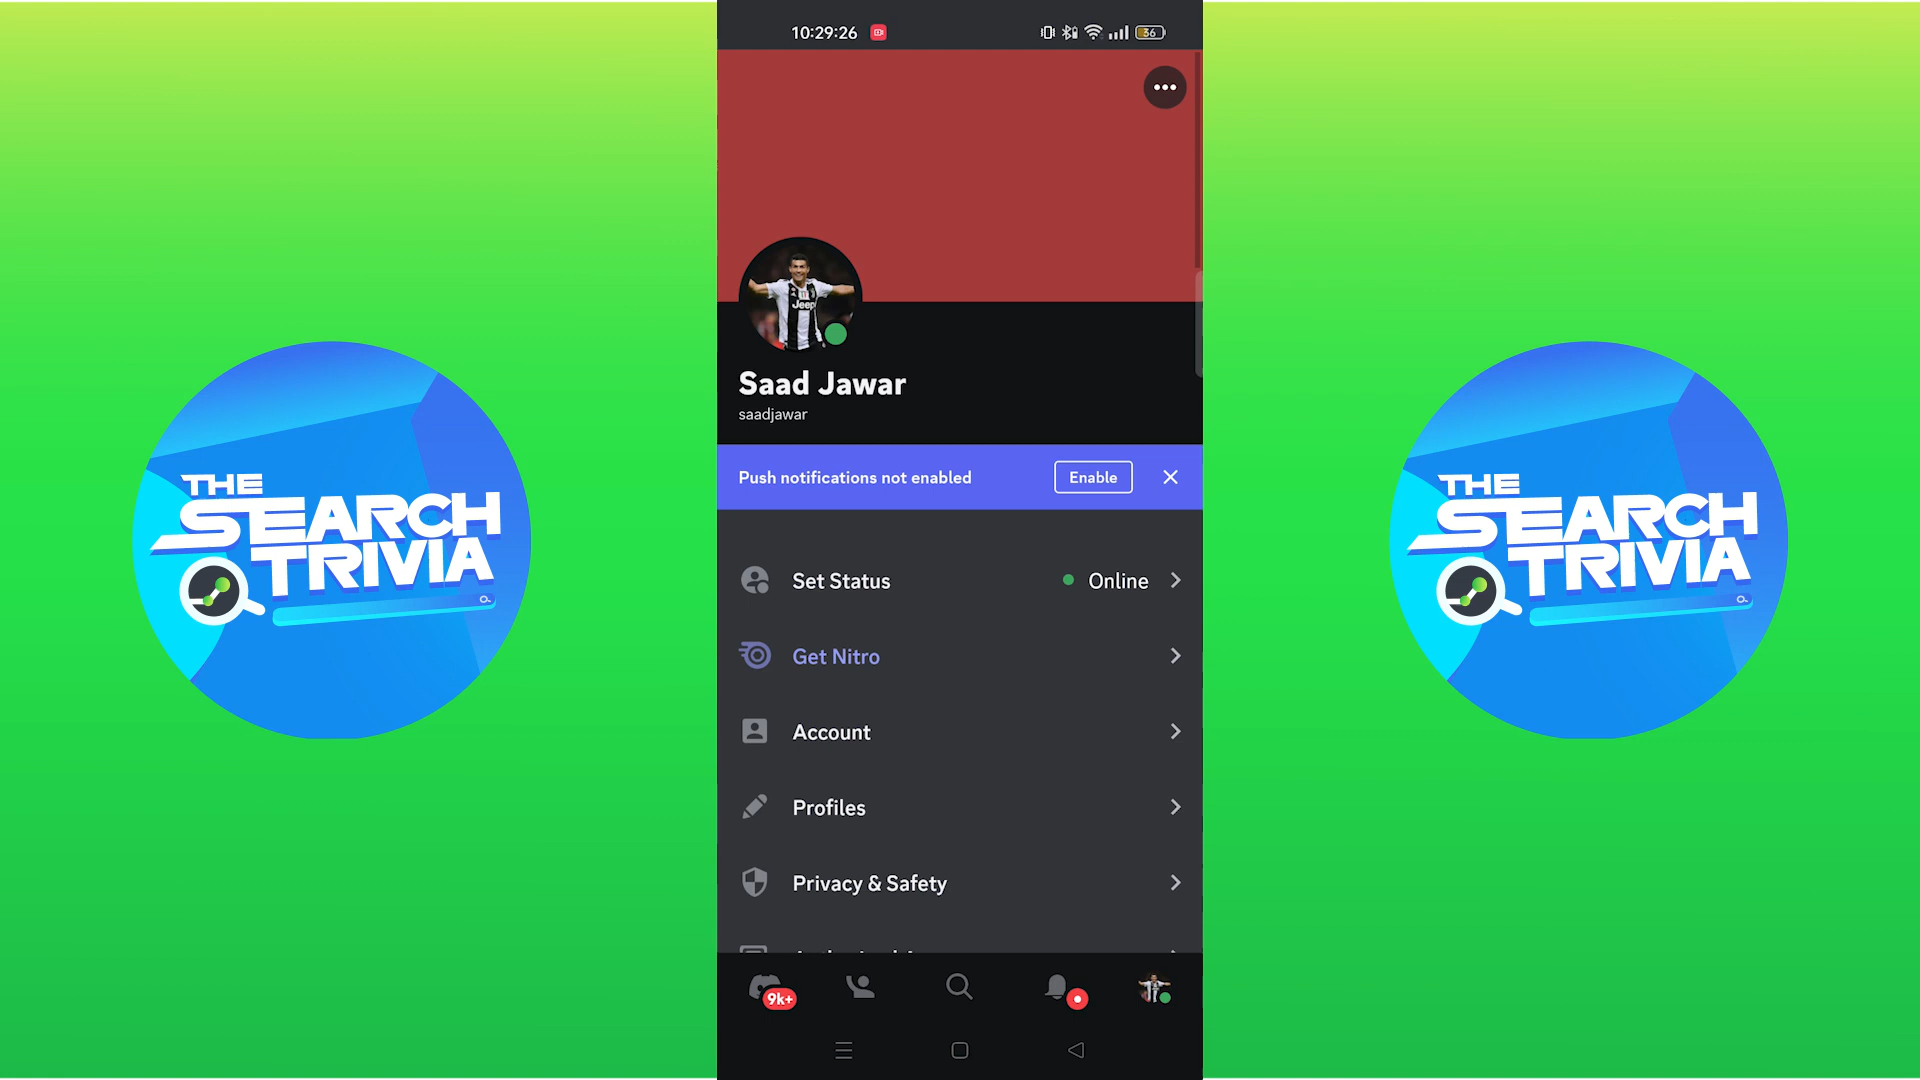 10:29:26
36
Jeep
Saad Jawar
saadjawar
Push notifications not enabled
Enable
Set Status
Online
Get Nitro
Account
Profiles
Privacy & Safety
9k+
THE
SEARCH
TRIVIA
THE
SEARCH
TRIVIA